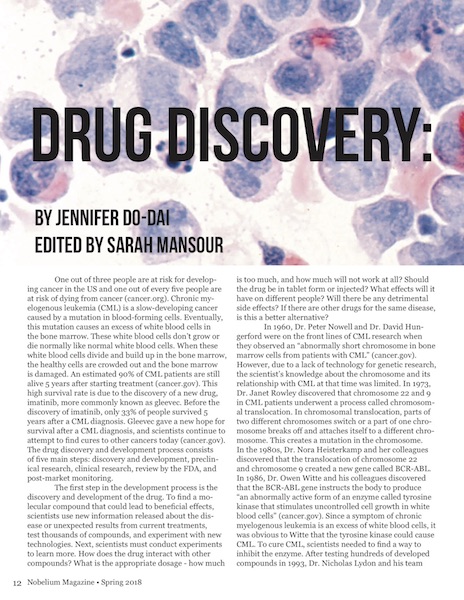 DRUG DISCOVERY:
BY JENNIFER DO-DAI
EDITED BY SARAH MANSOUR
One out of three people are at risk for develop-
ing cancer in the US and one out of every five people are
at risk of dying from cancer (cancer.org). Chronic my-
elogenous leukemia (CML) is a slow-developing cancer
caused by a mutation in blood-forming cells. Eventually,
this mutation causes an excess of white blood cells in
the bone marrow. These white blood cells don't grow or
die normally like normal white blood cells. When these
white blood cells divide and build up in the bone marrow,
the healthy cells are crowded out and the bone marrow
is damaged. An estimated 90% of CML patients are still
alive 5 years after starting treatment (cancer.gov). This
high survival rate is due to the discovery of a new drug,
imatinib, more commonly known as gleevec. Before the
discovery of imatinib, only 33% of people survived 5
years after a CML diagnosis. Gleevec gave a new hope for
survival after a CML diagnosis, and scientists continue to
attempt to find cures to other cancers today (cancer.gov).
The drug discovery and development process consists
of five main steps: discovery and development, preclin-
ical research, clinical research, review by the FDA, and
post-market monitoring.
The first step in the development process is the
discovery and development of the drug. To find a mo-
lecular compound that could lead to beneficial effects,
scientists use new information released about the dis-
ease or unexpected results from current treatments,
test thousands of compounds, and experiment with new
technologies. Next, scientists must conduct experiments
to learn more. How does the drug interact with other
compounds? What is the appropriate dosage - how much
is too much, and how much will not work at all? Should
the drug be in tablet form or injected? What effects will it
have on different people? Will there be any detrimental
side effects? If there are other drugs for the same disease,
is this a better alternative?
In 1960, Dr. Peter Nowell and Dr. David Hun-
gerford were on the front lines of CML research when
they observed an "abnormally short chromosome in bone
marrow cells from patients with CML" (cancer.gov).
However, due to a lack of technology for genetic research,
the scientist's knowledge about the chromosome and its
relationship with CML at that time was limited. In 1973,
Dr. Janet Rowley discovered that chromosome 22 and 9
in CML patients underwent a process called chromosom-
al translocation. In chromosomal translocation, parts of
two different chromosomes switch or a part of one chro-
mosome breaks off and attaches itself to a different chro-
mosome. This creates a mutation in the chromosome.
In the 1980s, Dr. Nora Heisterkamp and her colleagues
discovered that the translocation of chromosome 22
and chromosome 9 created a new gene called BCR-ABL.
In 1986, Dr. Owen Witte and his colleagues discovered
that the BCR-ABL gene instructs the body to produce
"an abnormally active form of an enzyme called tyrosine
kinase that stimulates uncontrolled cell growth in white
blood cells" (cancer.gov). Since a symptom of chronic
myelogenous leukemia is an excess of white blood cells, it
was obvious to Witte that the tyrosine kinase could cause
CML. To cure CML, scientists needed to find a way to
inhibit the enzyme. After testing hundreds of developed
compounds in 1993, Dr. Nicholas Lydon and his team
12 Nobelium Magazine • Spring 2018